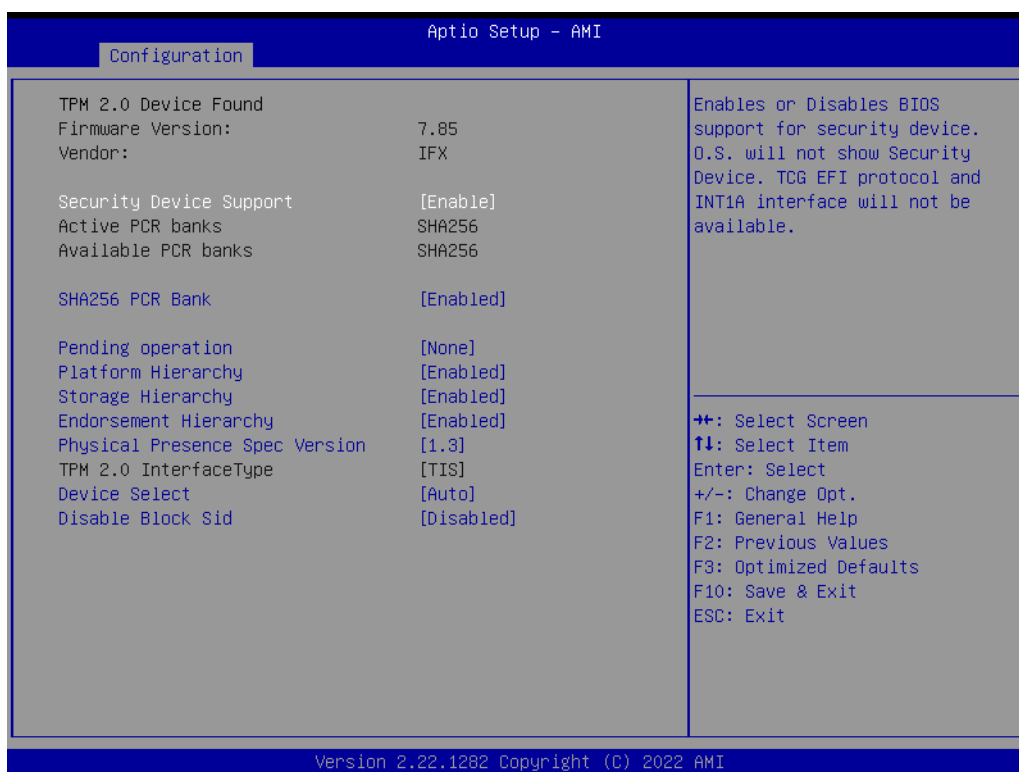 Aptio Setup – AMI
Configuration
TPM 2.0 Device Found
Firmware Version: 7.85
Vendor: IFX
Security Device Support [Enable]
Active PCR banks SHA256
Available PCR banks SHA256
SHA256 PCR Bank [Enabled]
Pending operation [None]
Platform Hierarchy [Enabled]
Storage Hierarchy [Enabled]
Endorsement Hierarchy [Enabled]
Physical Presence Spec Version [1.3]
TPM 2.0 InterfaceType [TIS]
Device Select [Auto]
Disable Block Sid [Disabled]
Enables or Disables BIOS
support for security device.
O.S. will not show Security
Device. TCG EFI protocol and
INT1A interface will not be
available.
→←: Select Screen
↑↓: Select Item
Enter: Select
+/-: Change Opt.
F1: General Help
F2: Previous Values
F3: Optimized Defaults
F10: Save & Exit
ESC: Exit
Version 2.22.1282 Copyright (C) 2022 AMI